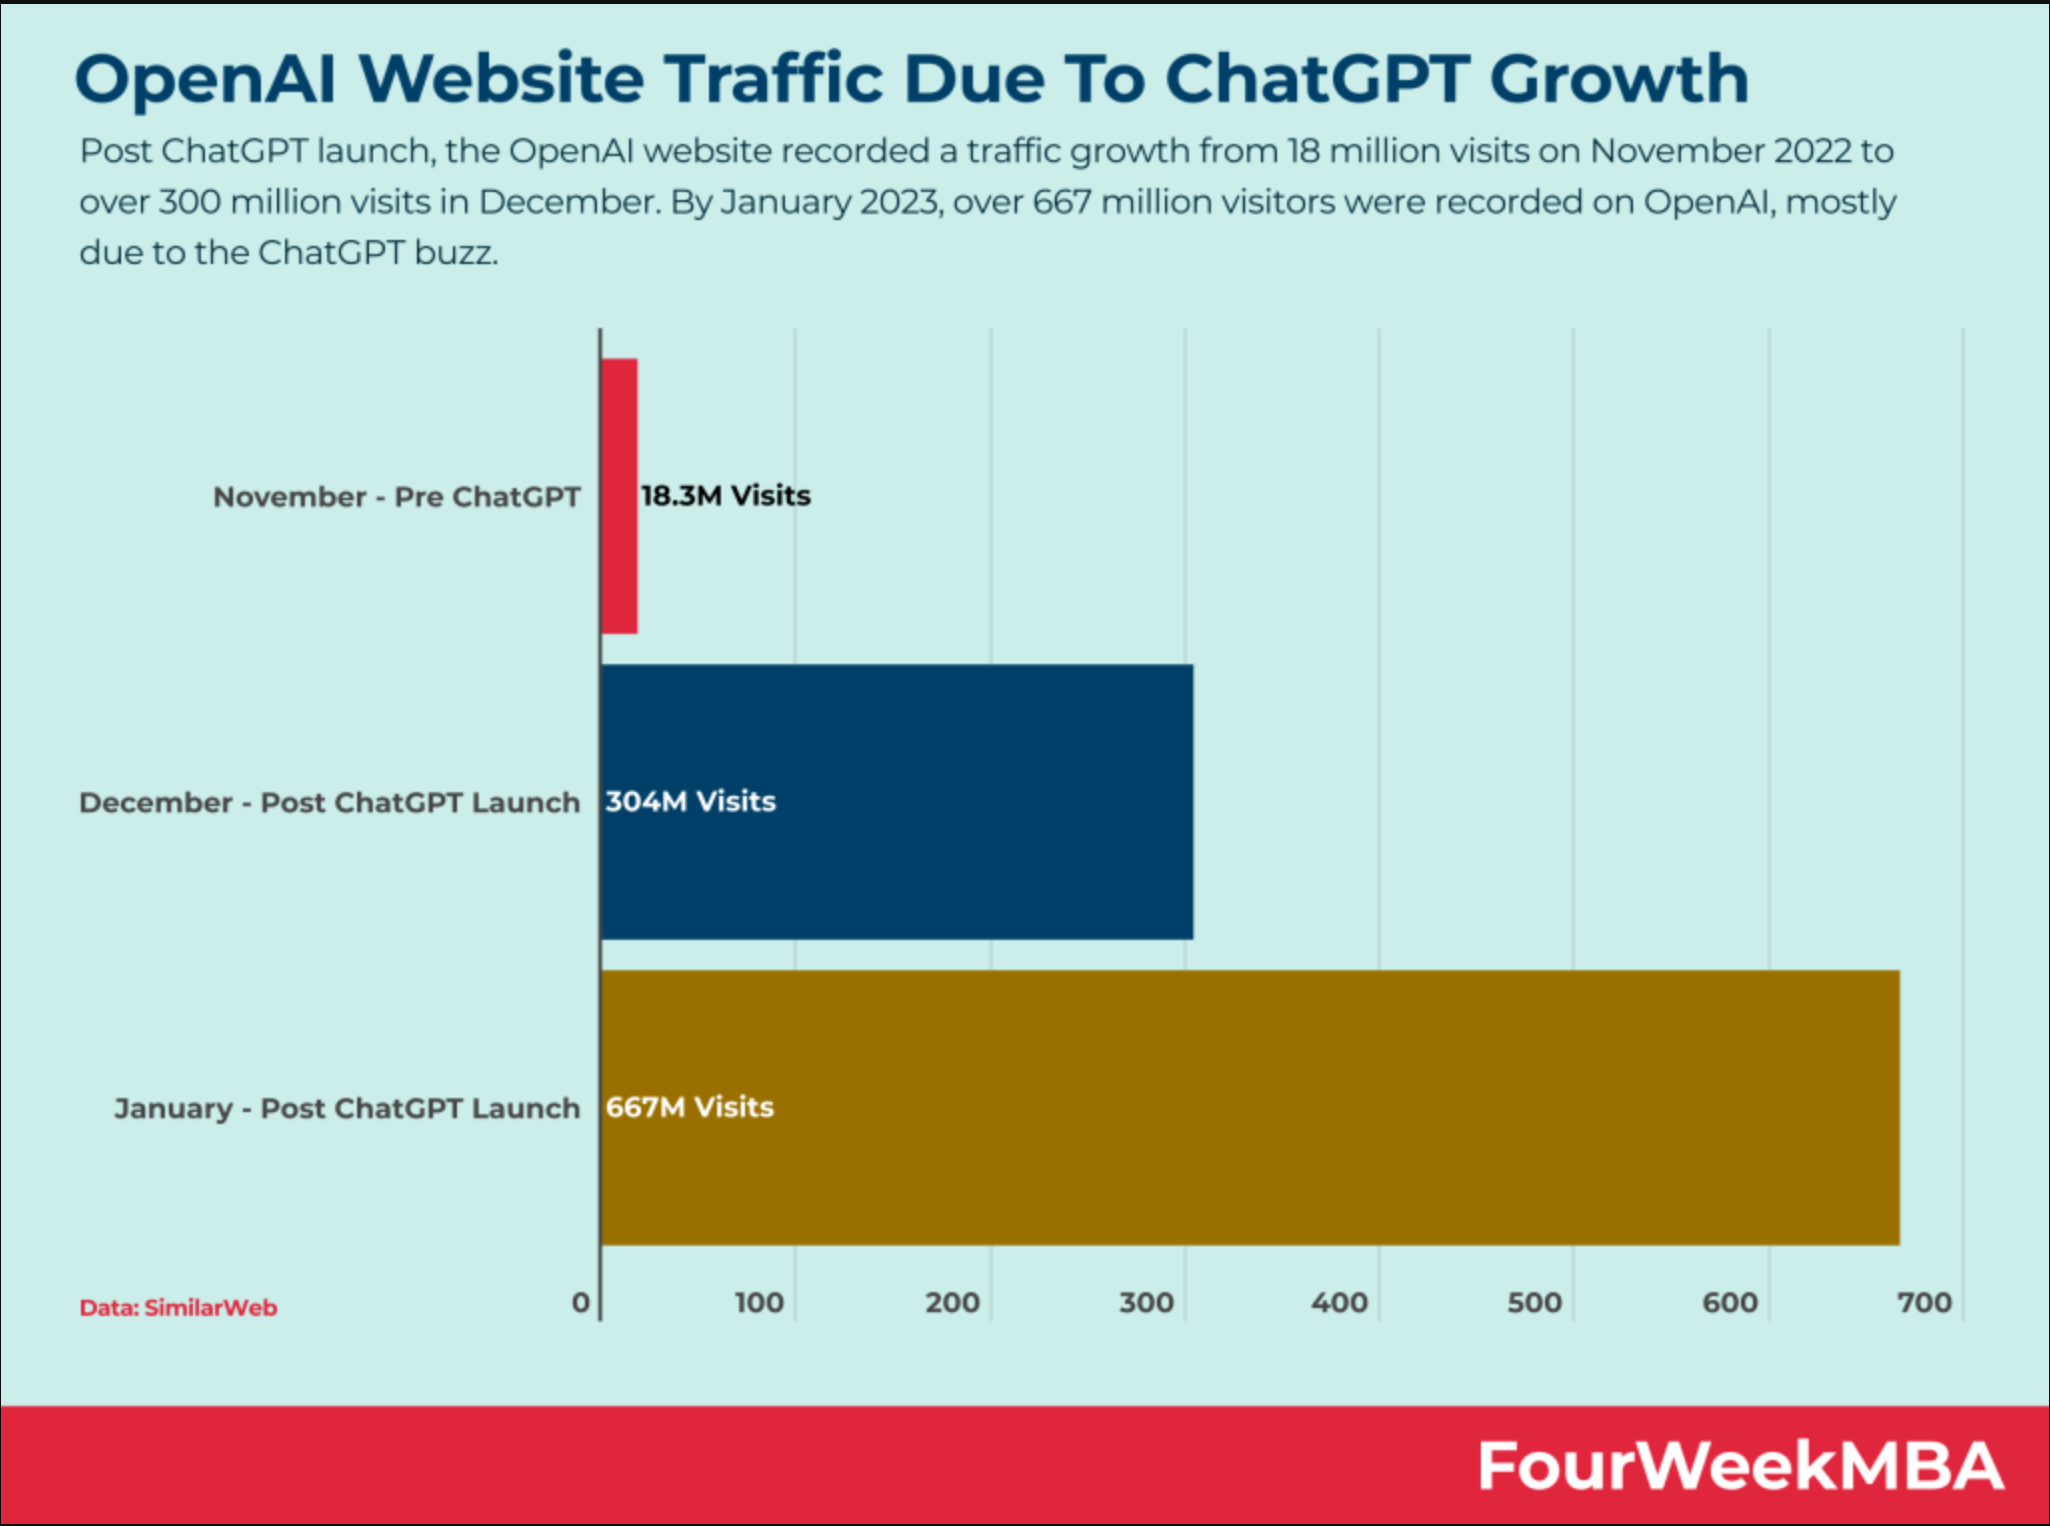 OpenAI Website Traffic Due To ChatGPT Growth
Post ChatGPT launch, the OpenAI website recorded a traffic growth from 18 million visits on November 2022 to
over 300 million visits in December. By January 2023, over 667 million visitors were recorded on OpenAI, mostly
due to the ChatGPT buzz.
November - Pre ChatGPT
18.3M Visits
December - Post ChatGPT Launch
304M Visits
January - Post ChatGPT Launch
667M Visits
0 100 200 300 400 500 600 700
Data: SimilarWeb
FourWeekMBA